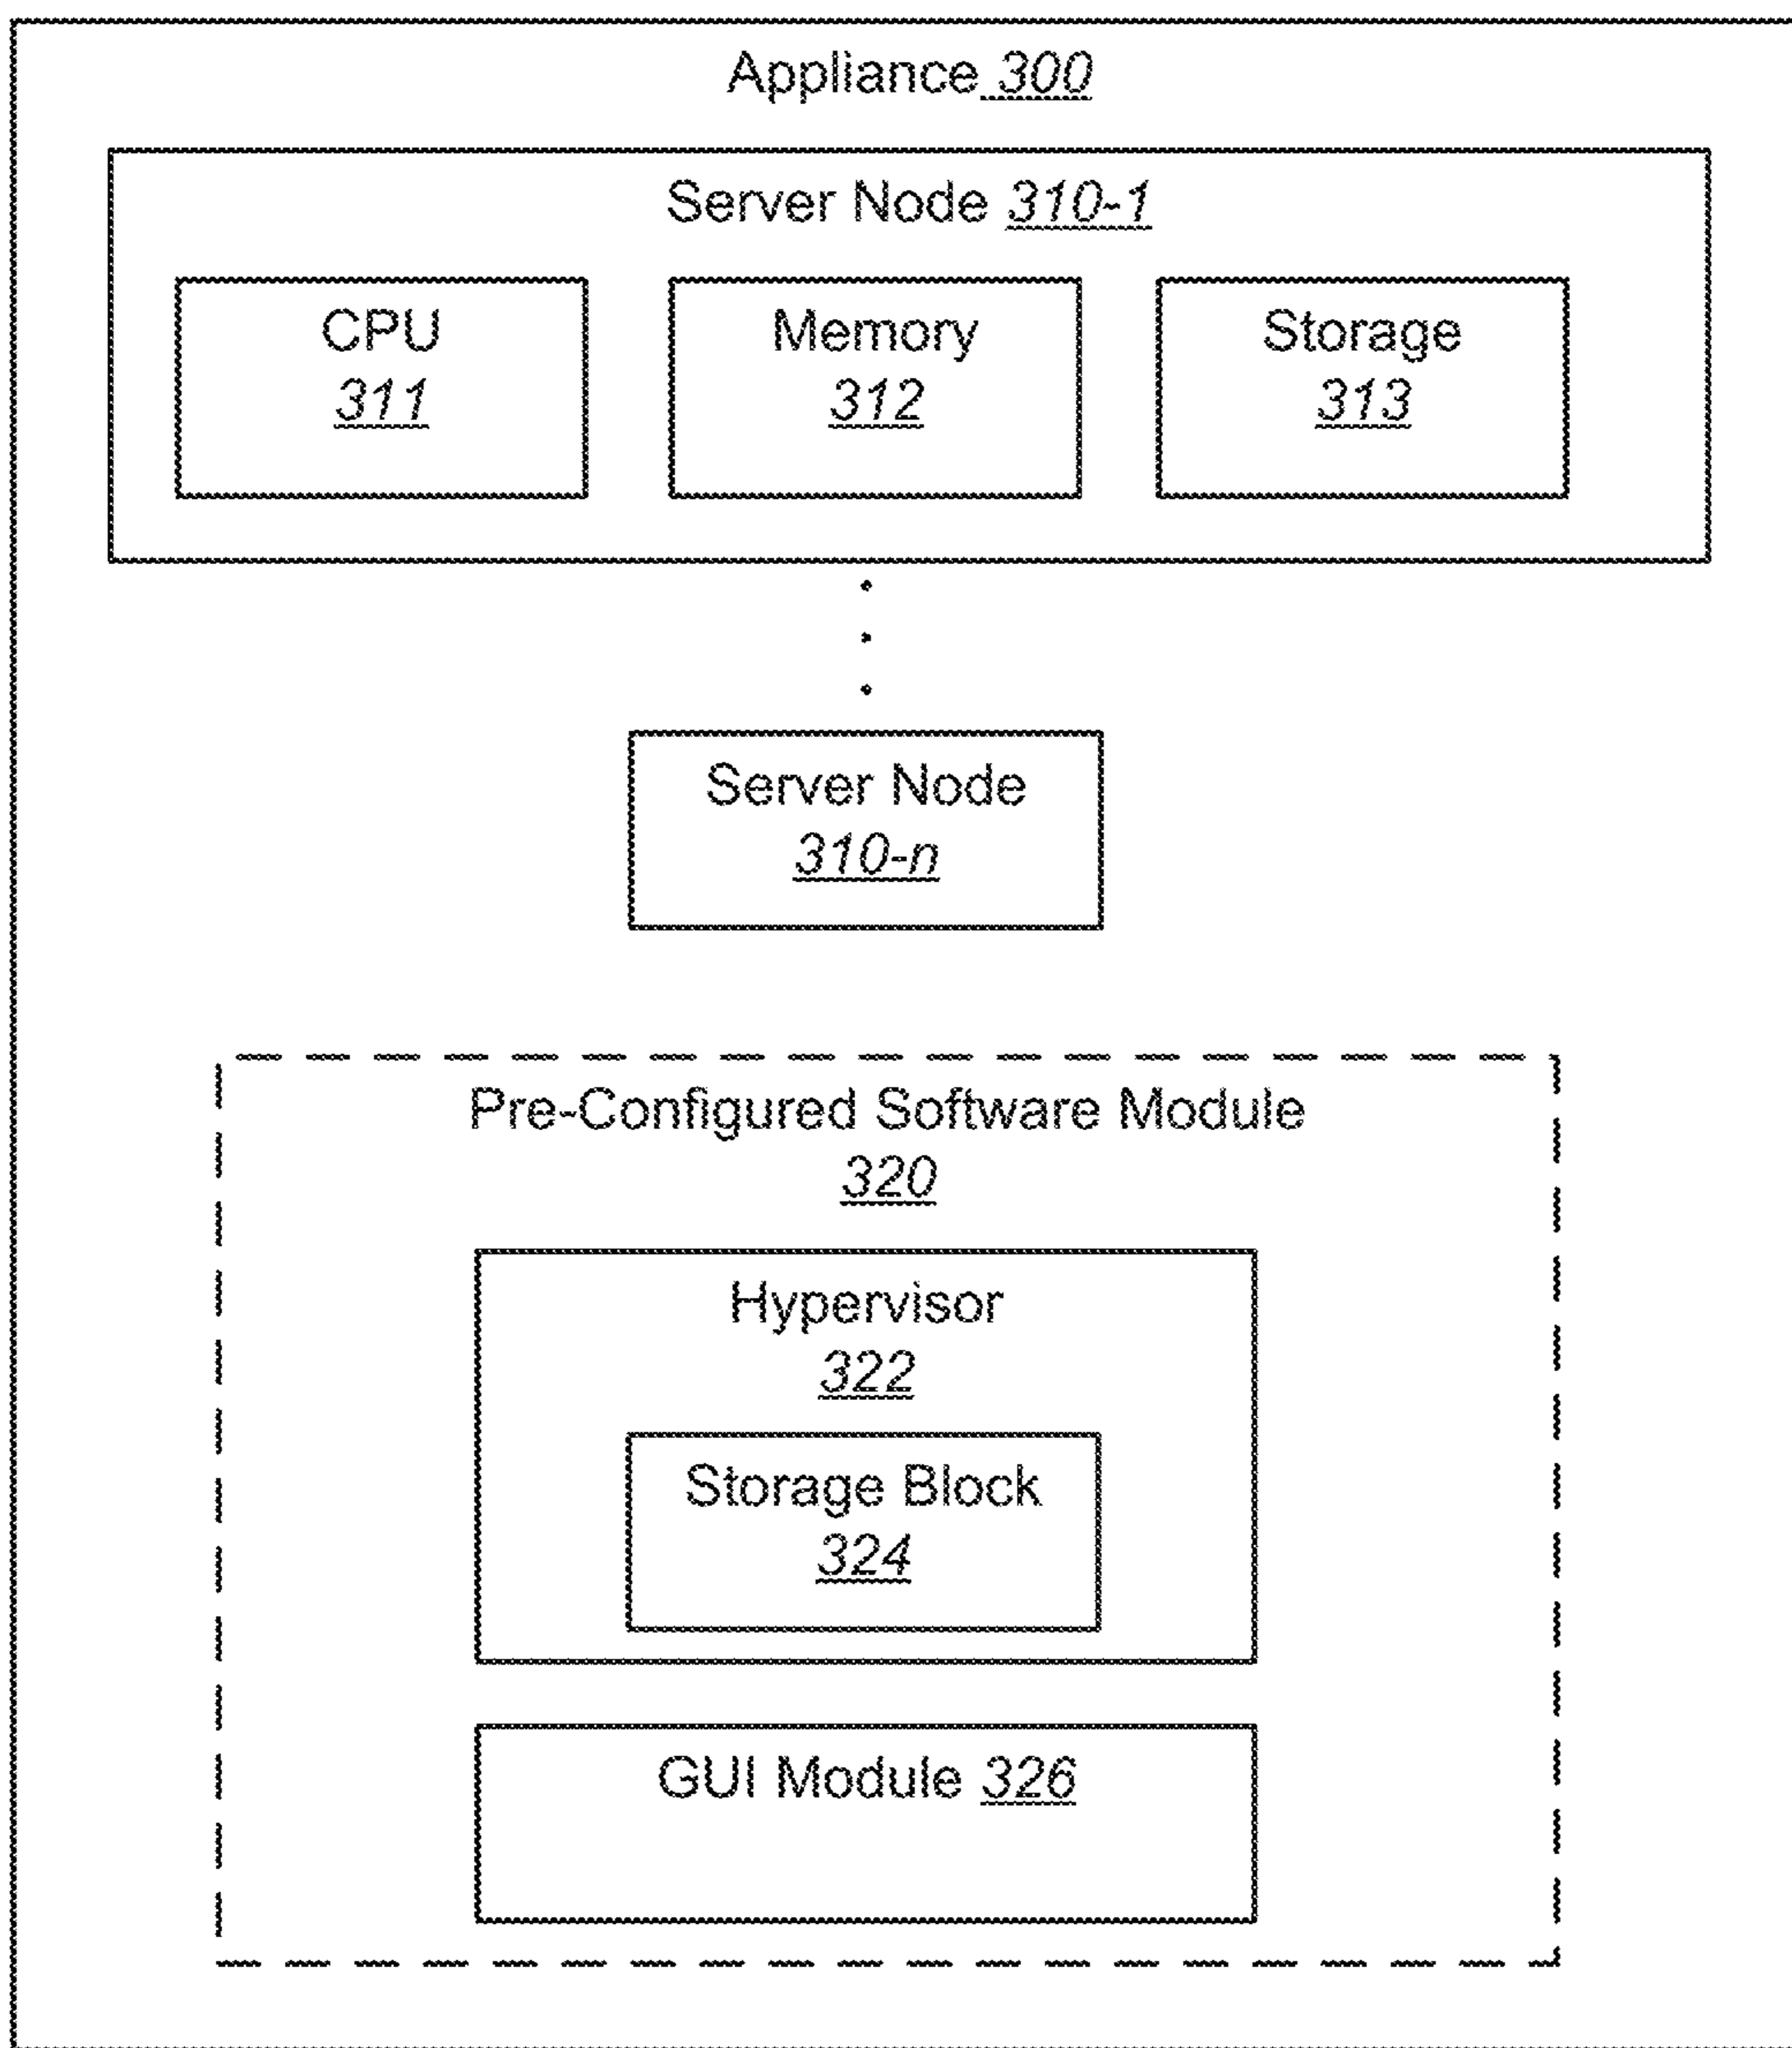 Appliance 300
Server Node 310-1
CPU
311
Memory
312
Storage
313
Server Node
310-n
Pre-Configured Software Module
320
Hypervisor
322
Storage Block
324
GUI Module 326